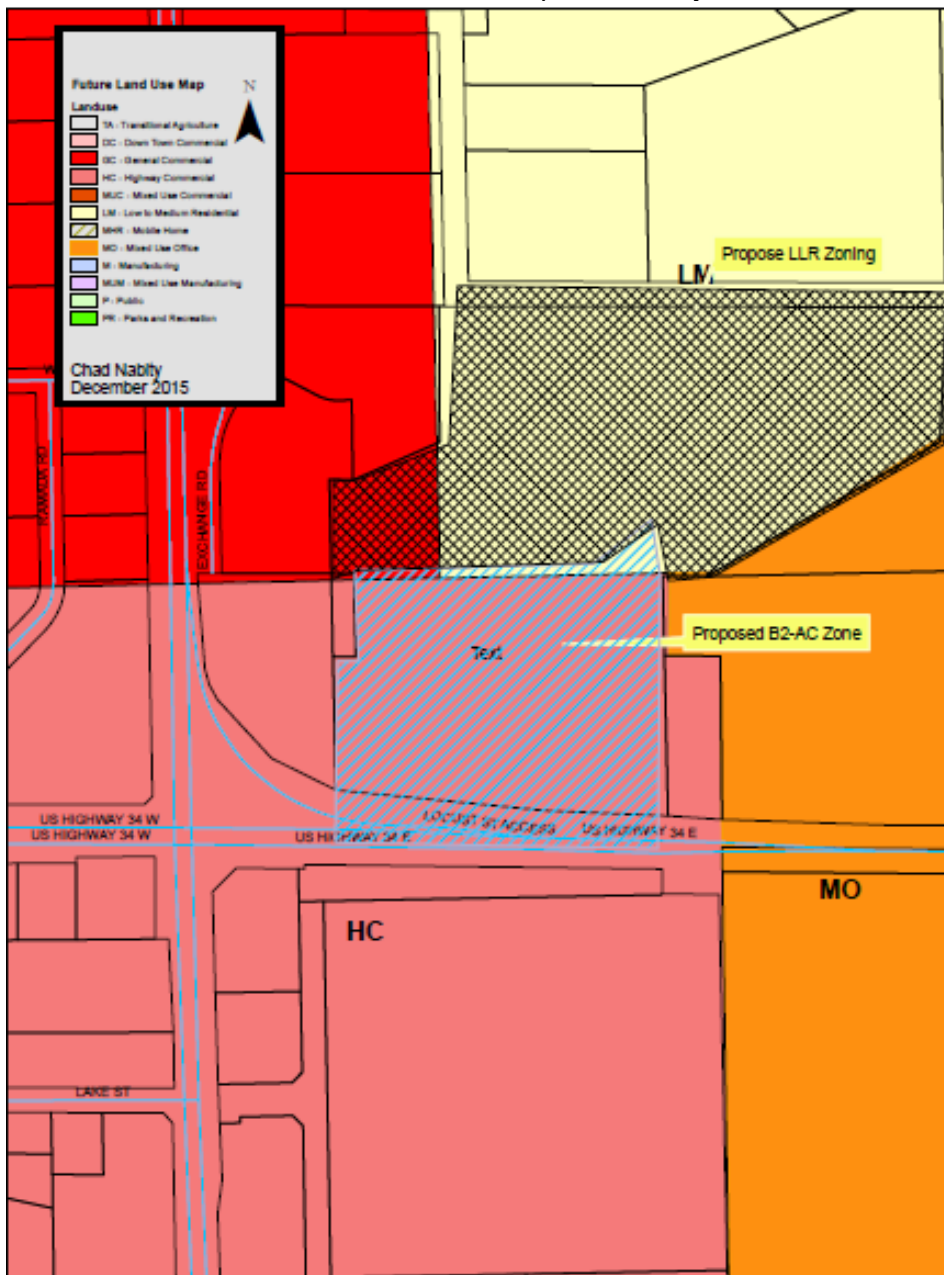 Future Land Use Map
N
Landuse
TA - Transitional Agriculture
DC - Down Town Commercial
GC - General Commercial
HC - Highway Commercial
MUC - Mixed Use Commercial
LM - Low to Medium Residential
MHR - Mobile Home
MO - Mixed Use Office
M - Manufacturing
MUM - Mixed Use Manufacturing
P - Public
PR - Parks and Recreation
Chad Nabity
December 2015
Propose LLR Zoning
LM
W
RAMADA RD
EXCHANGE RD
Proposed B2-AC Zone
Text
US HIGHWAY 34 W
LOCUST ST ACCESS
US HIGHWAY 34 E
US HIGHWAY 34 W
US HIGHWAY 34 E
MO
HC
LAKE ST